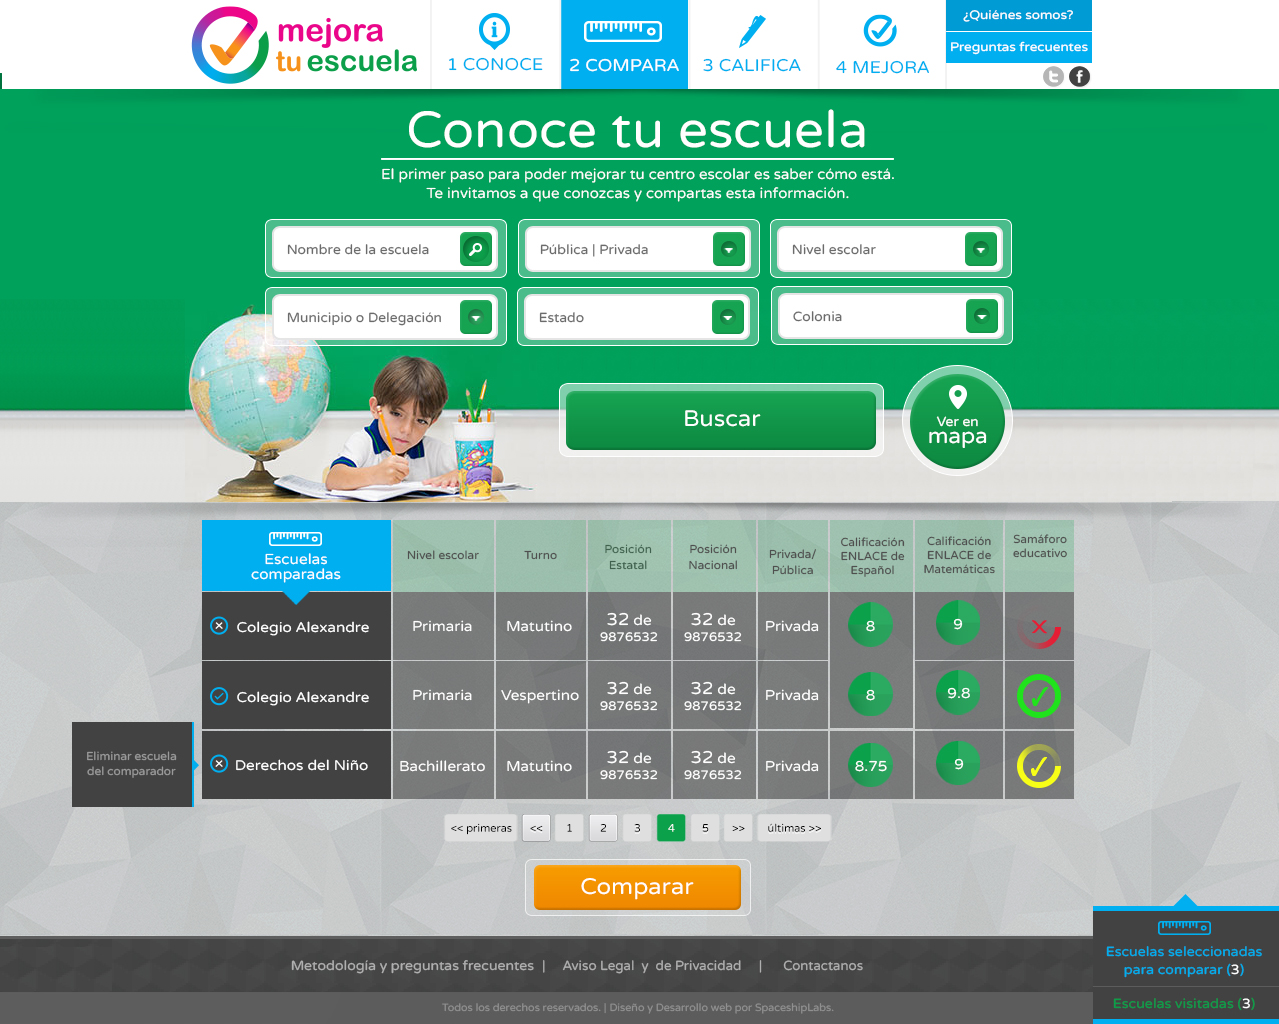 mejora
tu escuela
1 CONOCE
2 COMPARA
3 CALIFICA
4 MEJORA
¿Quiénes somos?
Preguntas frecuentes
Conoce tu escuela
El primer paso para poder mejorar tu centro escolar es saber cómo está.
Te invitamos a que conozcas y compartas esta información.
Nombre de la escuela
Pública | Privada
Nivel escolar
Municipio o Delegación
Estado
Colonia
Buscar
Ver en
mapa
Escuelas
comparadas
Nivel escolar
Turno
Posición
Estatal
Posición
Nacional
Privada/
Pública
Calificación
ENLACE de
Español
Calificación
ENLACE de
Matemáticas
Samáforo
educativo
Colegio Alexandre
Primaria
Matutino
32 de
9876532
32 de
9876532
Privada
8
9
Colegio Alexandre
Primaria
Vespertino
32 de
9876532
32 de
9876532
Privada
8
9.8
Eliminar escuela
del comparador
Derechos del Niño
Bachillerato
Matutino
32 de
9876532
32 de
9876532
Privada
8.75
9
<< primeras
<<
1
2
3
4
5
>>
últimas >>
Comparar
Escuelas seleccionadas
para comparar (3)
Escuelas visitadas (3)
Metodología y preguntas frecuentes | Aviso Legal y de Privacidad | Contactanos
Todos los derechos reservados. | Diseño y Desarrollo web por SpaceshipLabs.